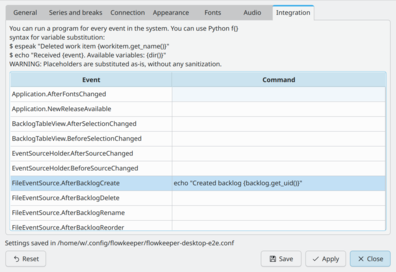 General Series and breaks Connection Appearance Fonts Audio Integration
You can run a program for every event in the system. You can use Python f{}
syntax for variable substitution:
$ espeak "Deleted work item {workitem.get_name()}"
$ echo "Received {event}. Available variables: {dir()}"
WARNING: Placeholders are substituted as-is, without any sanitization.
Event Command
Application.AfterFontsChanged
Application.NewReleaseAvailable
BacklogTableView.AfterSelectionChanged
BacklogTableView.BeforeSelectionChanged
EventSourceHolder.AfterSourceChanged
EventSourceHolder.BeforeSourceChanged
FileEventSource.AfterBacklogCreate echo "Created backlog {backlog.get_uid()}"
FileEventSource.AfterBacklogDelete
FileEventSource.AfterBacklogRename
FileEventSource.AfterBacklogReorder
Settings saved in /home/w/.config/flowkeeper/flowkeeper-desktop-e2e.conf
Reset Save Apply Close